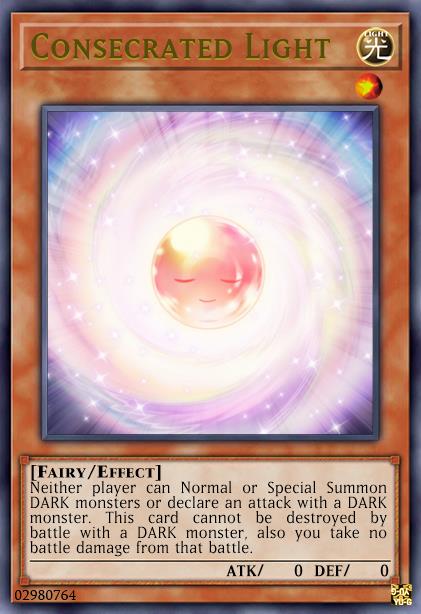 Consecrated Light
LIGHT
光
[Fairy/Effect]
Neither player can Normal or Special Summon
DARK monsters or declare an attack with a DARK
monster. This card cannot be destroyed by
battle with a DARK monster, also you take no
battle damage from that battle.
ATK/ 0 DEF/ 0
02980764